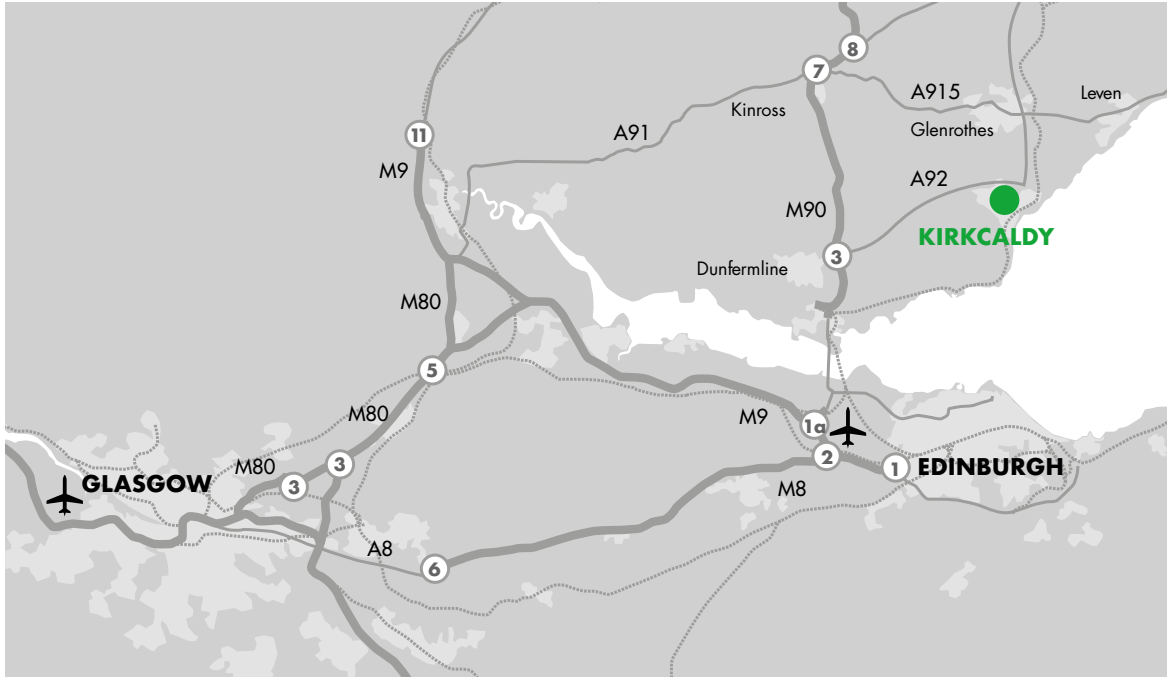 8
7
A915
Leven
Kinross
Glenrothes
11
A91
M9
A92
M90
KIRKCALDY
3
Dunfermline
M80
5
M80
M9
1a
M80
3
2
1
EDINBURGH
GLASGOW
3
M8
A8
6